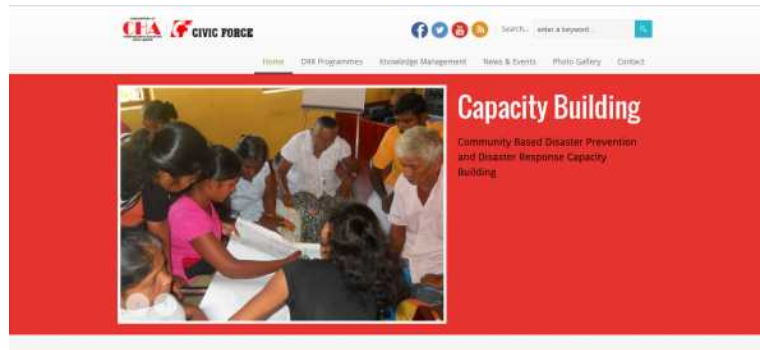 CHA
CIVIC FORCE
Search... enter a keyword...
Home DRR Programmes Knowledge Management News & Events Photo Gallery Contact
Capacity Building
Community Based Disaster Prevention
and Disaster Response Capacity
Building